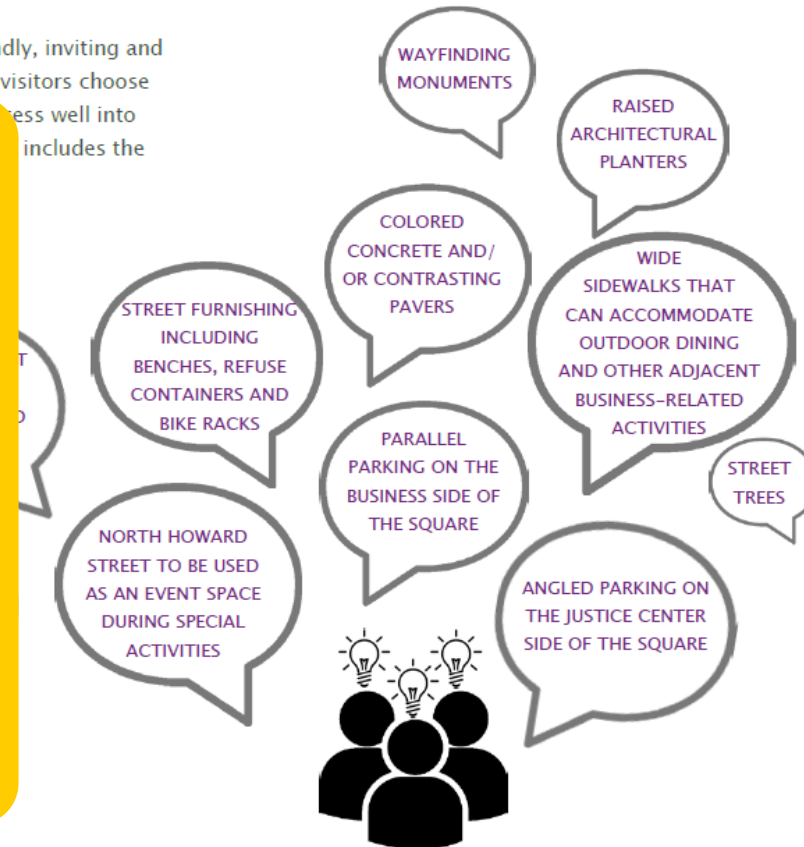 inviting and
visitors choose
well into
includes the
WAYFINDING
MONUMENTS
RAISED
ARCHITECTURAL
PLANTERS
COLORED
CONCRETE AND/
OR CONTRASTING
PAVERS
WIDE
SIDEWALKS THAT
CAN ACCOMMODATE
OUTDOOR DINING
AND OTHER ADJACENT
BUSINESS-RELATED
ACTIVITIES
STREET FURNISHING
INCLUDING
BENCHES, REFUSE
CONTAINERS AND
BIKE RACKS
PARALLEL
PARKING ON THE
BUSINESS SIDE OF
THE SQUARE
STREET
TREES
NORTH HOWARD
STREET TO BE USED
AS AN EVENT SPACE
DURING SPECIAL
ACTIVITIES
ANGLED PARKING ON
THE JUSTICE CENTER
SIDE OF THE SQUARE